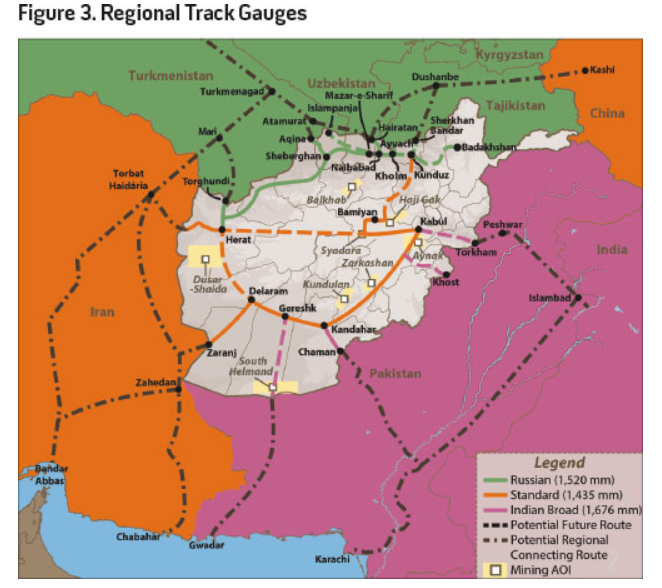 Figure 3. Regional Track Gauges
Kyrgyzstan
Turkmenistan
Uzbekistan
Dushanbe
Kashi
Turkmenagad
Mazar-e-Sharif
Islampanja
Tajikistan
China
Atamurat
Hairatan
Sherkhan
Bandar
Mari
Aqina
Ayvach
Badakhshan
Sheberghan
Naibabad
Kholm
Kunduz
Torbat
Haidária
Torghundi
Balkhab
Haji Gak
Bamiyan
Kabul
Peshwar
Herat
Syadara
Torkham
India
Zarkashan
Aynak
Dusar
-Shaida
Kundulan
Khost
Iran
Delaram
Islambad
Gereshk
Kandahar
Zaranj
Chaman
South
Helmand
Pakistan
Zahedan
Bandar
Abbas
Chabahar
Gwadar
Karachi
Legend
Russian (1,520 mm)
Standard (1,435 mm)
Indian Broad (1,676 mm)
Potential Future Route
Potential Regional
Connecting Route
Mining AOI